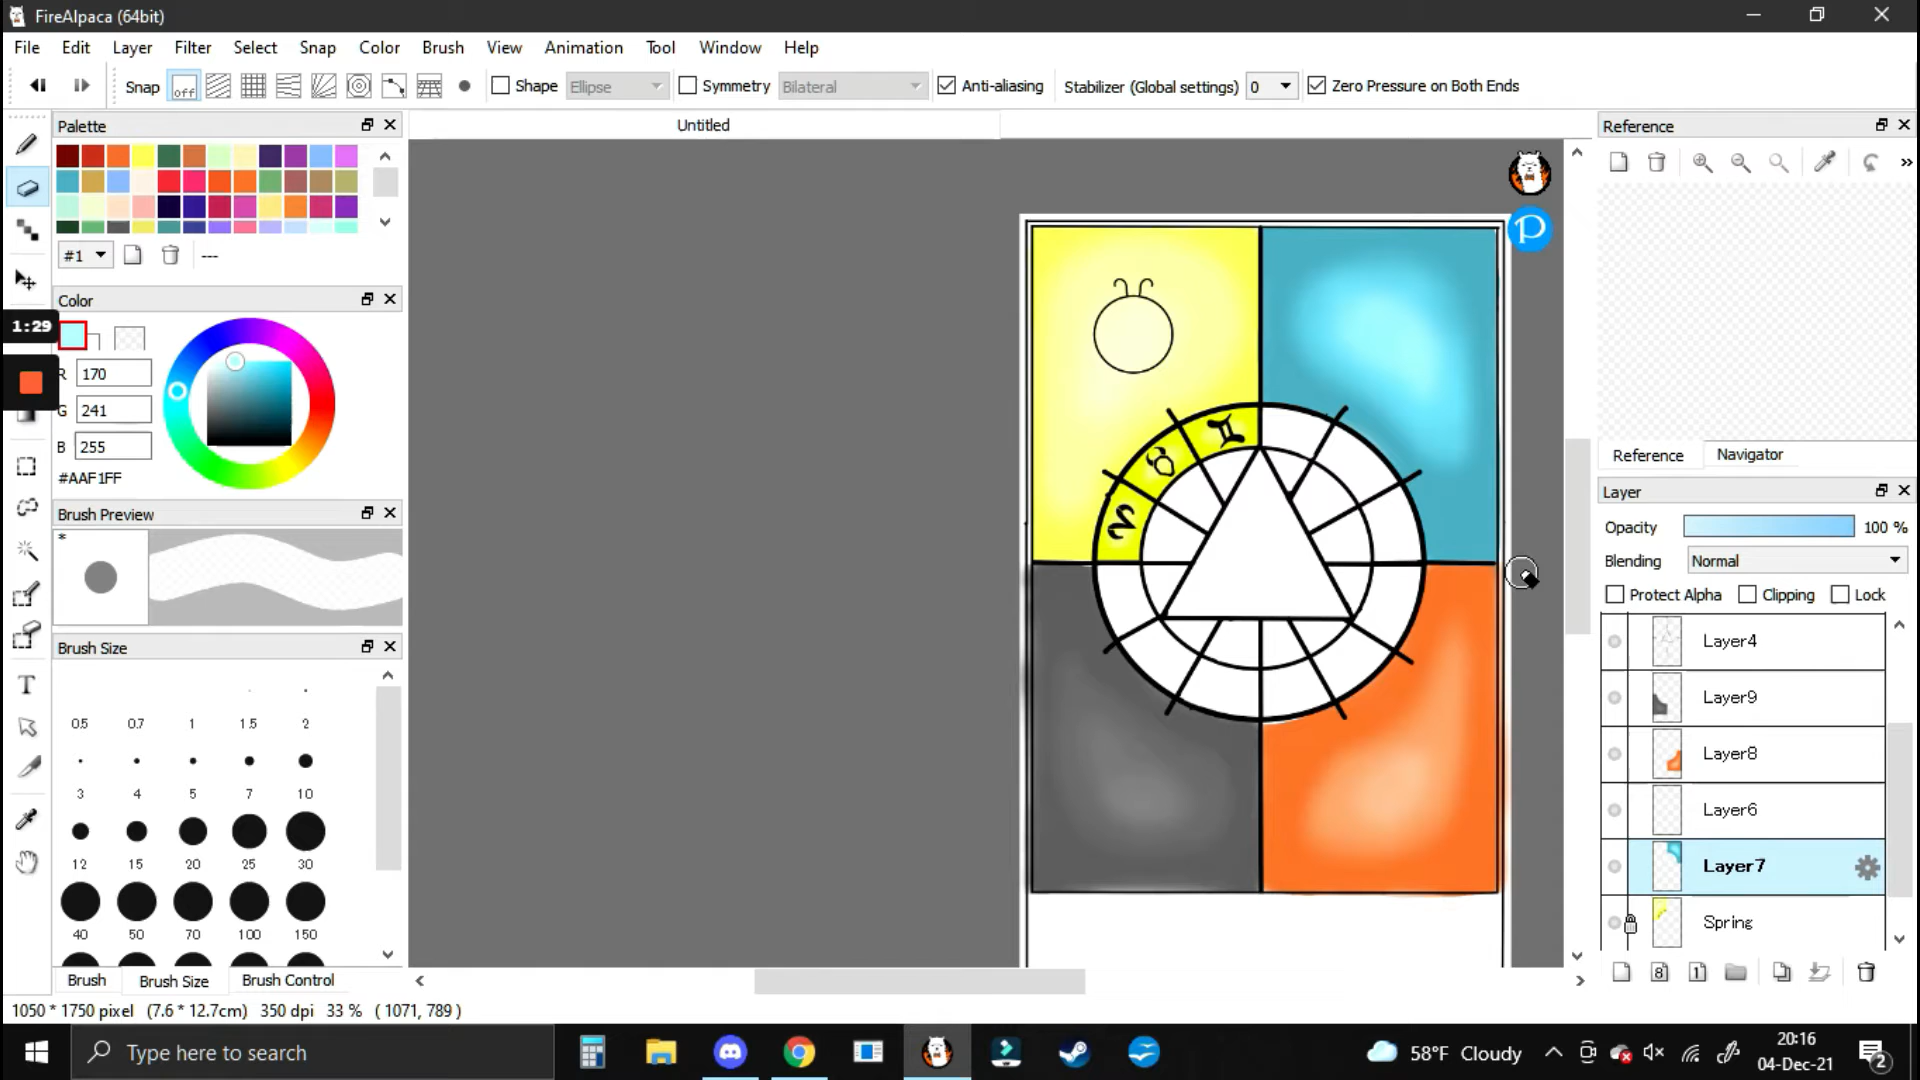 FireAlpaca (64bit)
File Edit Layer Filter Select Snap Color Brush View Animation Tool Window Help
Snap off Shape Ellipse Symmetry Bilateral Anti-aliasing Stabilizer (Global settings) 0 Zero Pressure on Both Ends
Palette
Untitled
Reference
#1 ---
Color
1:29
R 170
G 241
B 255
#AAF1FF
Brush Preview
*
Brush Size
0.5 0.7 1 1.5 2
3 4 5 7 10
12 15 20 25 30
40 50 70 100 150
Brush Brush Size Brush Control
P
♊
♉
♈
Reference Navigator
Layer
Opacity 100 %
Blending Normal
Protect Alpha Clipping Lock
Layer4
Layer9
Layer8
Layer6
Layer7
Spring
8 1
1050 * 1750 pixel (7.6 * 12.7cm) 350 dpi 33 % ( 1071, 789 )
Type here to search
58°F Cloudy
20:16
04-Dec-21
2